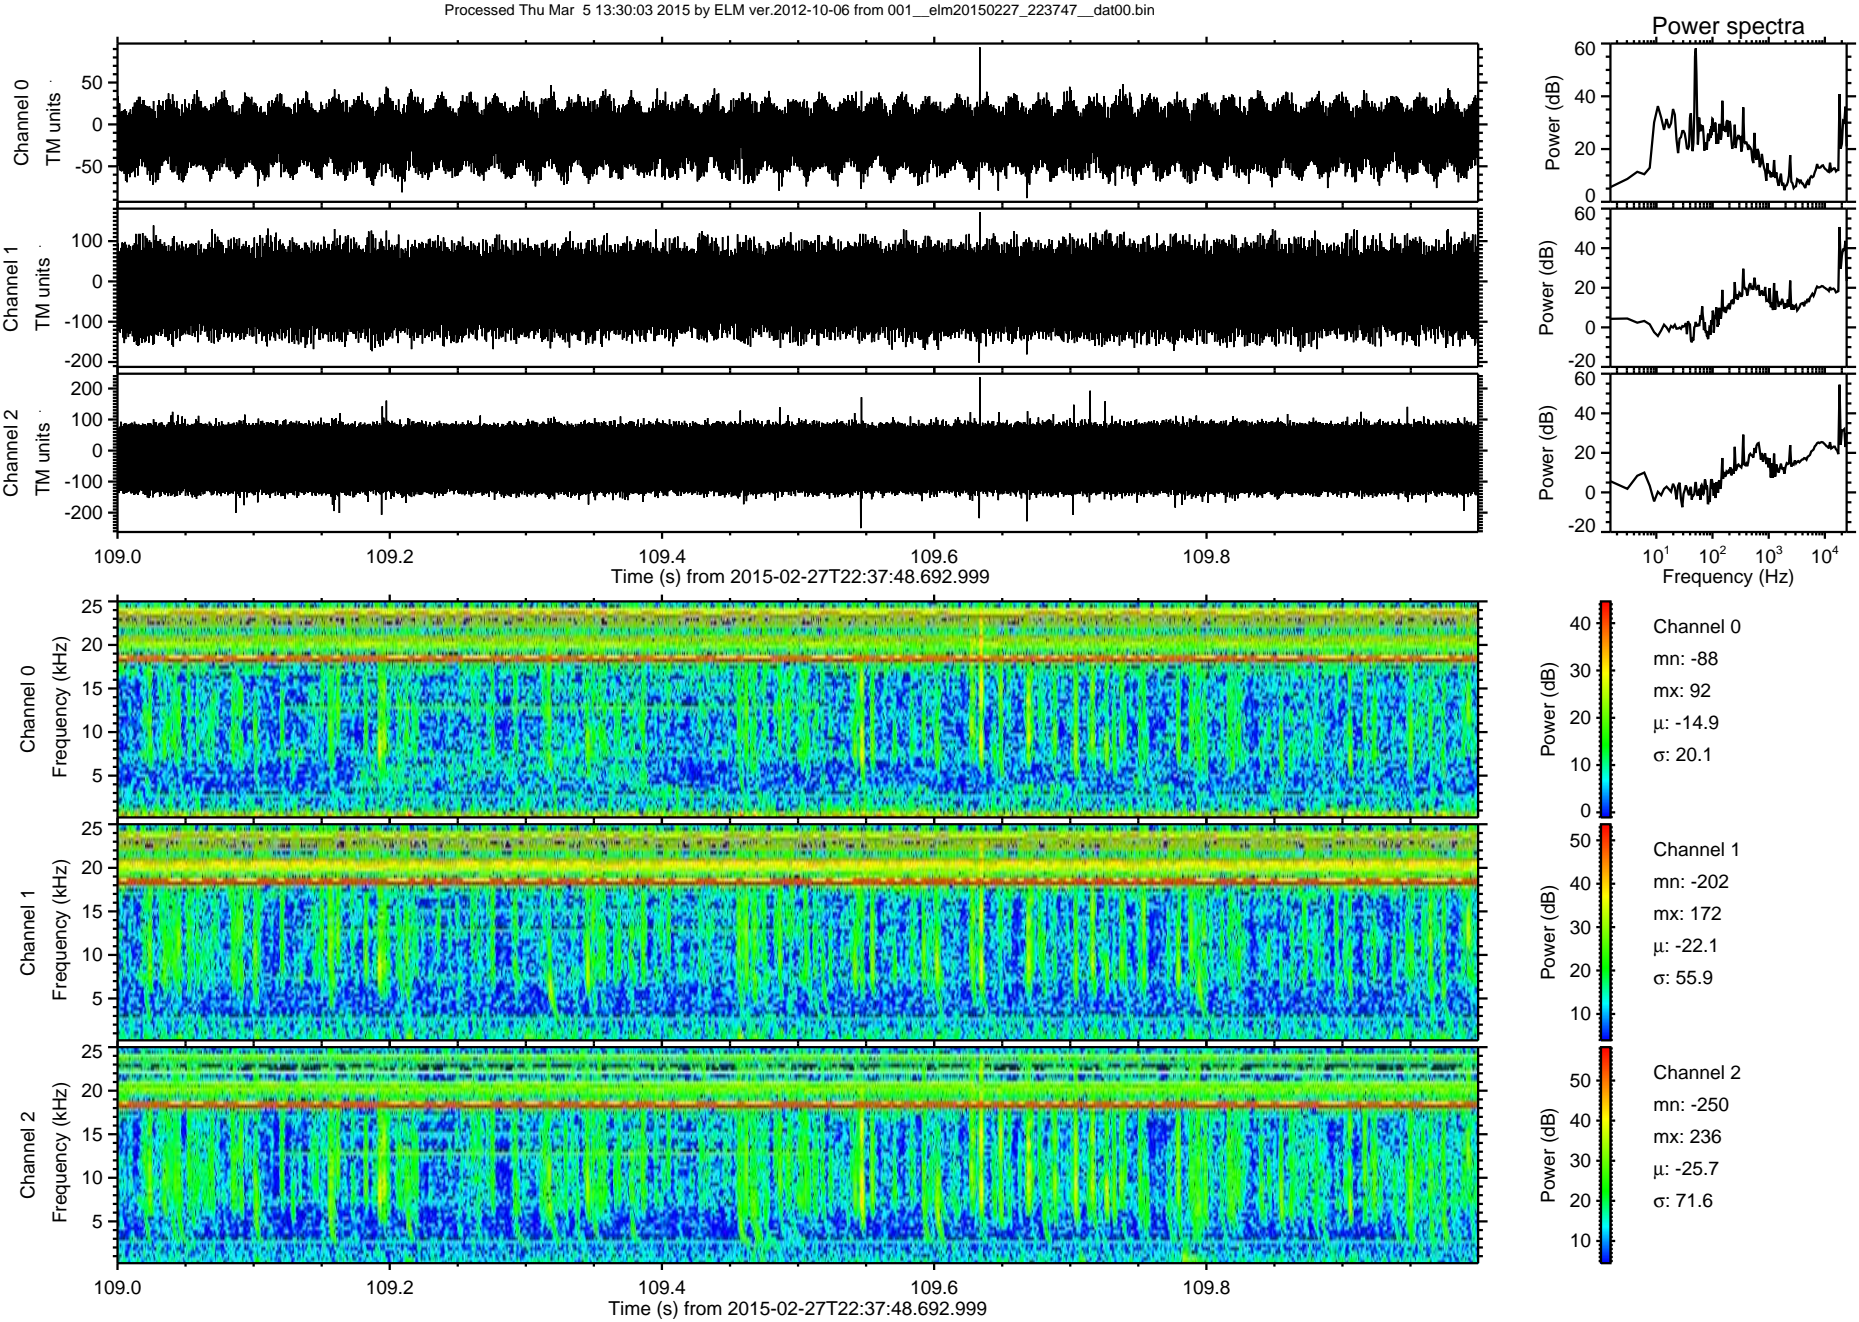 Processed Thu Mar  5 13:30:03 2015 by ELM ver.2012-10-06 from 001__elm20150227_223747__dat00.bin
Power spectra
Channel 0
TM units
50
0
-50
Power (dB)
60
40
20
0
Channel 1
TM units
100
0
-100
-200
Power (dB)
60
40
20
0
-20
Channel 2
TM units
200
100
0
-100
-200
Power (dB)
60
40
20
0
-20
109.0
109.2
109.4
109.6
109.8
Time (s) from 2015-02-27T22:37:48.692.999
10¹
10²
10³
10⁴
Frequency (Hz)
Channel 0
Frequency (kHz)
25
20
15
10
5
Power (dB)
40
30
20
10
0
Channel 0
mn: -88
mx: 92
μ: -14.9
σ: 20.1
Channel 1
Frequency (kHz)
25
20
15
10
5
Power (dB)
50
40
30
20
10
Channel 1
mn: -202
mx: 172
μ: -22.1
σ: 55.9
Channel 2
Frequency (kHz)
25
20
15
10
5
Power (dB)
50
40
30
20
10
Channel 2
mn: -250
mx: 236
μ: -25.7
σ: 71.6
109.0
109.2
109.4
109.6
109.8
Time (s) from 2015-02-27T22:37:48.692.999